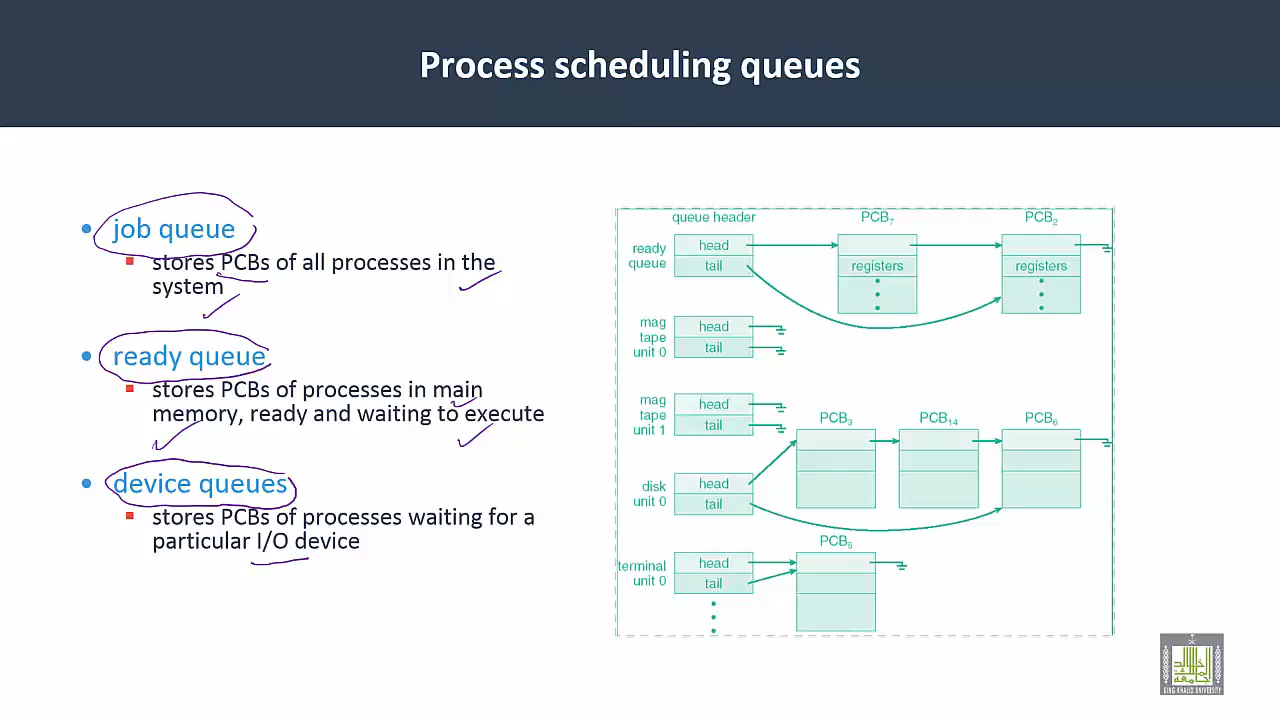 Process scheduling queues
• job queue
▪ stores PCBs of all processes in the
system
• ready queue
▪ stores PCBs of processes in main
memory, ready and waiting to execute
• device queues
▪ stores PCBs of processes waiting for a
particular I/O device
queue header
PCB₇
PCB₂
ready
queue
head
tail
registers
registers
mag
tape
unit 0
head
tail
mag
tape
unit 1
head
tail
PCB₃
PCB₁₄
PCB₆
disk
unit 0
head
tail
PCB₅
terminal
unit 0
head
tail
KING KHALID UNIVERSITY